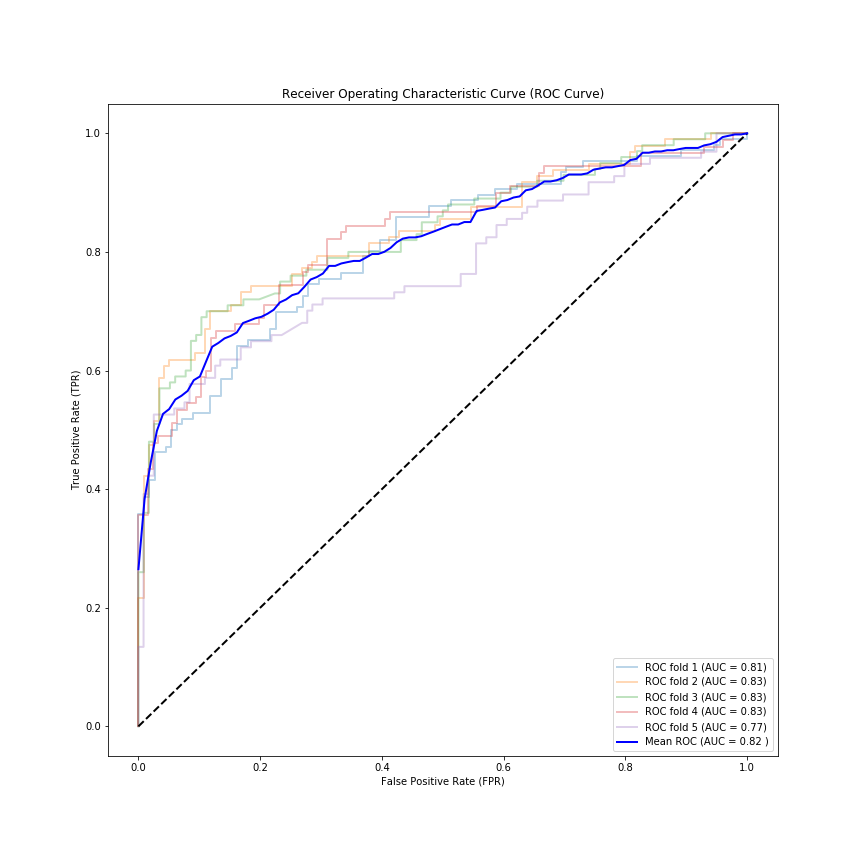 Receiver Operating Characteristic Curve (ROC Curve)
True Positive Rate (TPR)
1.0
0.8
0.6
0.4
0.2
0.0
0.0 0.2 0.4 0.6 0.8 1.0
False Positive Rate (FPR)
ROC fold 1 (AUC = 0.81)
ROC fold 2 (AUC = 0.83)
ROC fold 3 (AUC = 0.83)
ROC fold 4 (AUC = 0.83)
ROC fold 5 (AUC = 0.77)
Mean ROC (AUC = 0.82 )